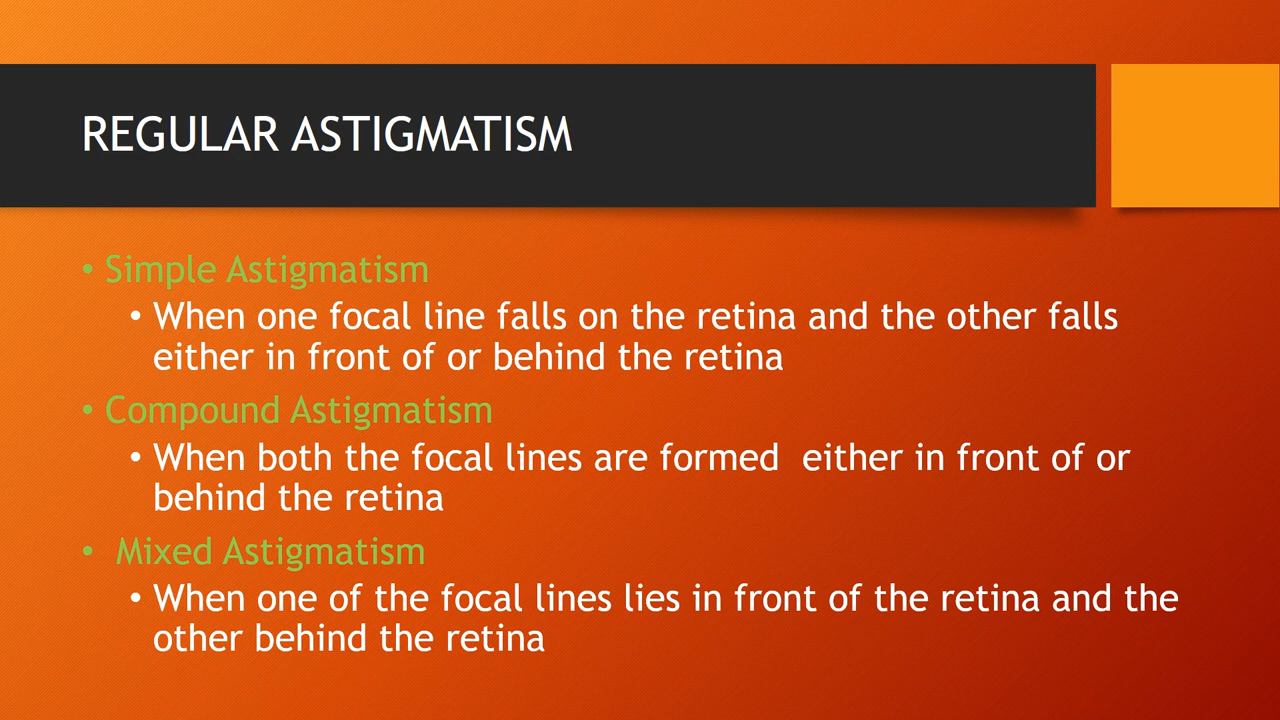 REGULAR ASTIGMATISM
• Simple Astigmatism
• When one focal line falls on the retina and the other falls
either in front of or behind the retina
• Compound Astigmatism
• When both the focal lines are formed  either in front of or
behind the retina
• Mixed Astigmatism
• When one of the focal lines lies in front of the retina and the
other behind the retina